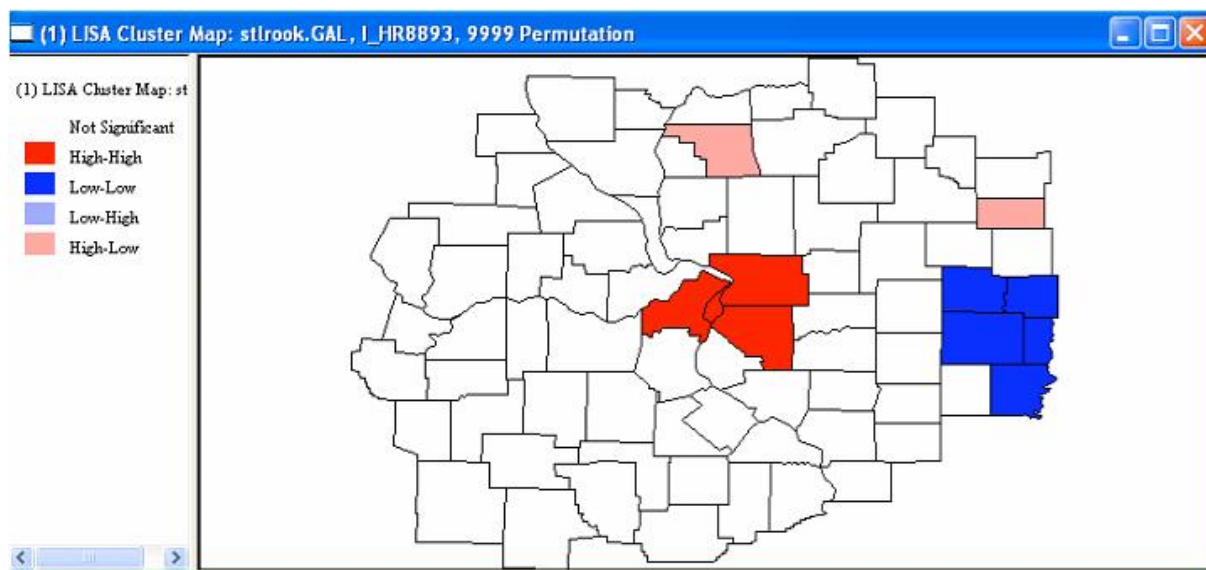 (1) LISA Cluster Map: stlrook.GAL, I_HR8893, 9999 Permutation
(1) LISA Cluster Map: st
Not Significant
High-High
Low-Low
Low-High
High-Low